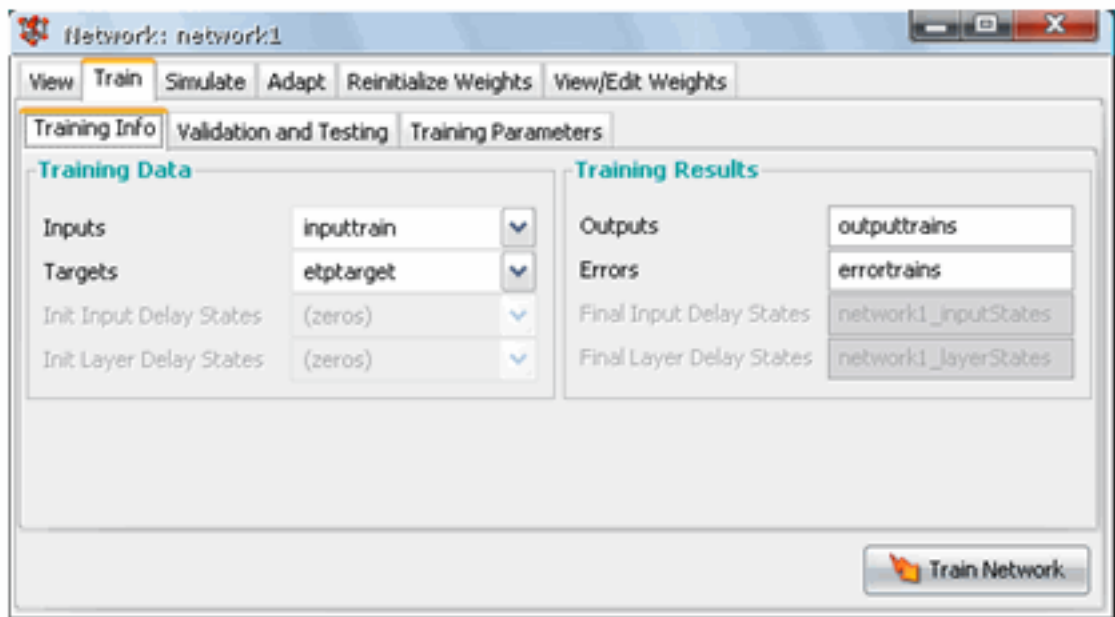 Network: network1
View Train Simulate Adapt Reinitialize Weights View/Edit Weights
Training Info Validation and Testing Training Parameters
Training Data
Inputs inputtrain
Targets etptarget
Init Input Delay States (zeros)
Init Layer Delay States (zeros)
Training Results
Outputs outputtrains
Errors errortrains
Final Input Delay States network1_inputStates
Final Layer Delay States network1_layerStates
Train Network